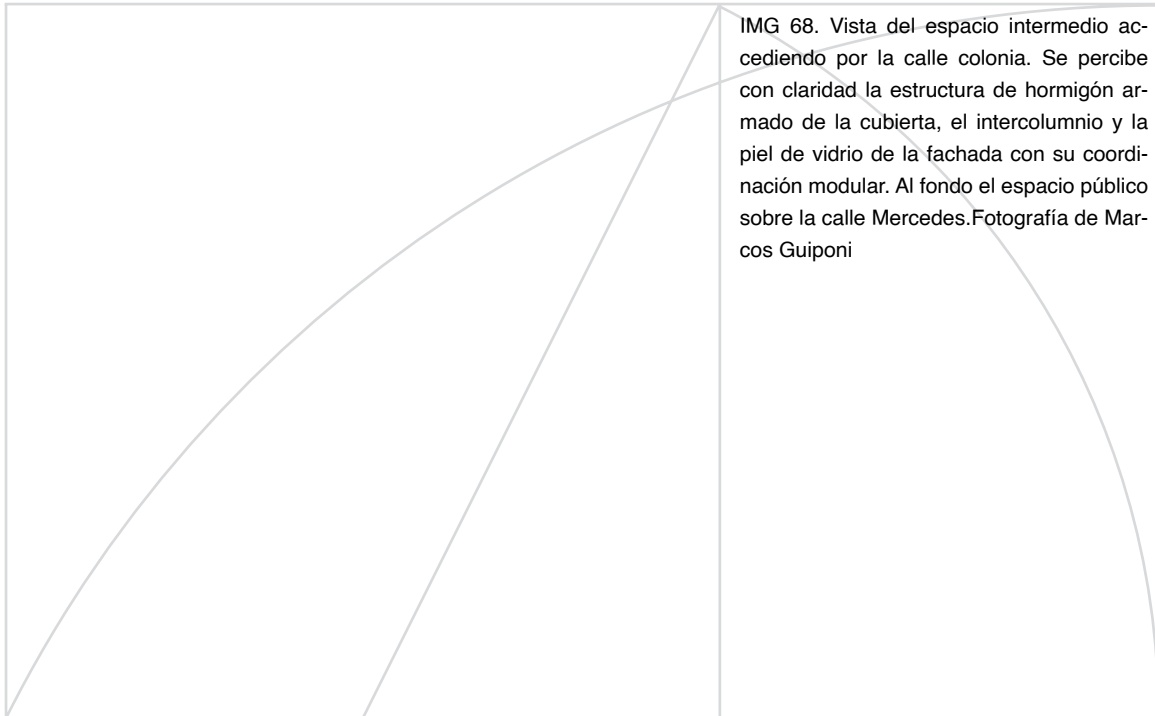 IMG 68. Vista del espacio intermedio ac-
cediendo por la calle colonia. Se percibe
con claridad la estructura de hormigón ar-
mado de la cubierta, el intercolumnio y la
piel de vidrio de la fachada con su coordi-
nación modular. Al fondo el espacio público
sobre la calle Mercedes.Fotografía de Mar-
cos Guiponi